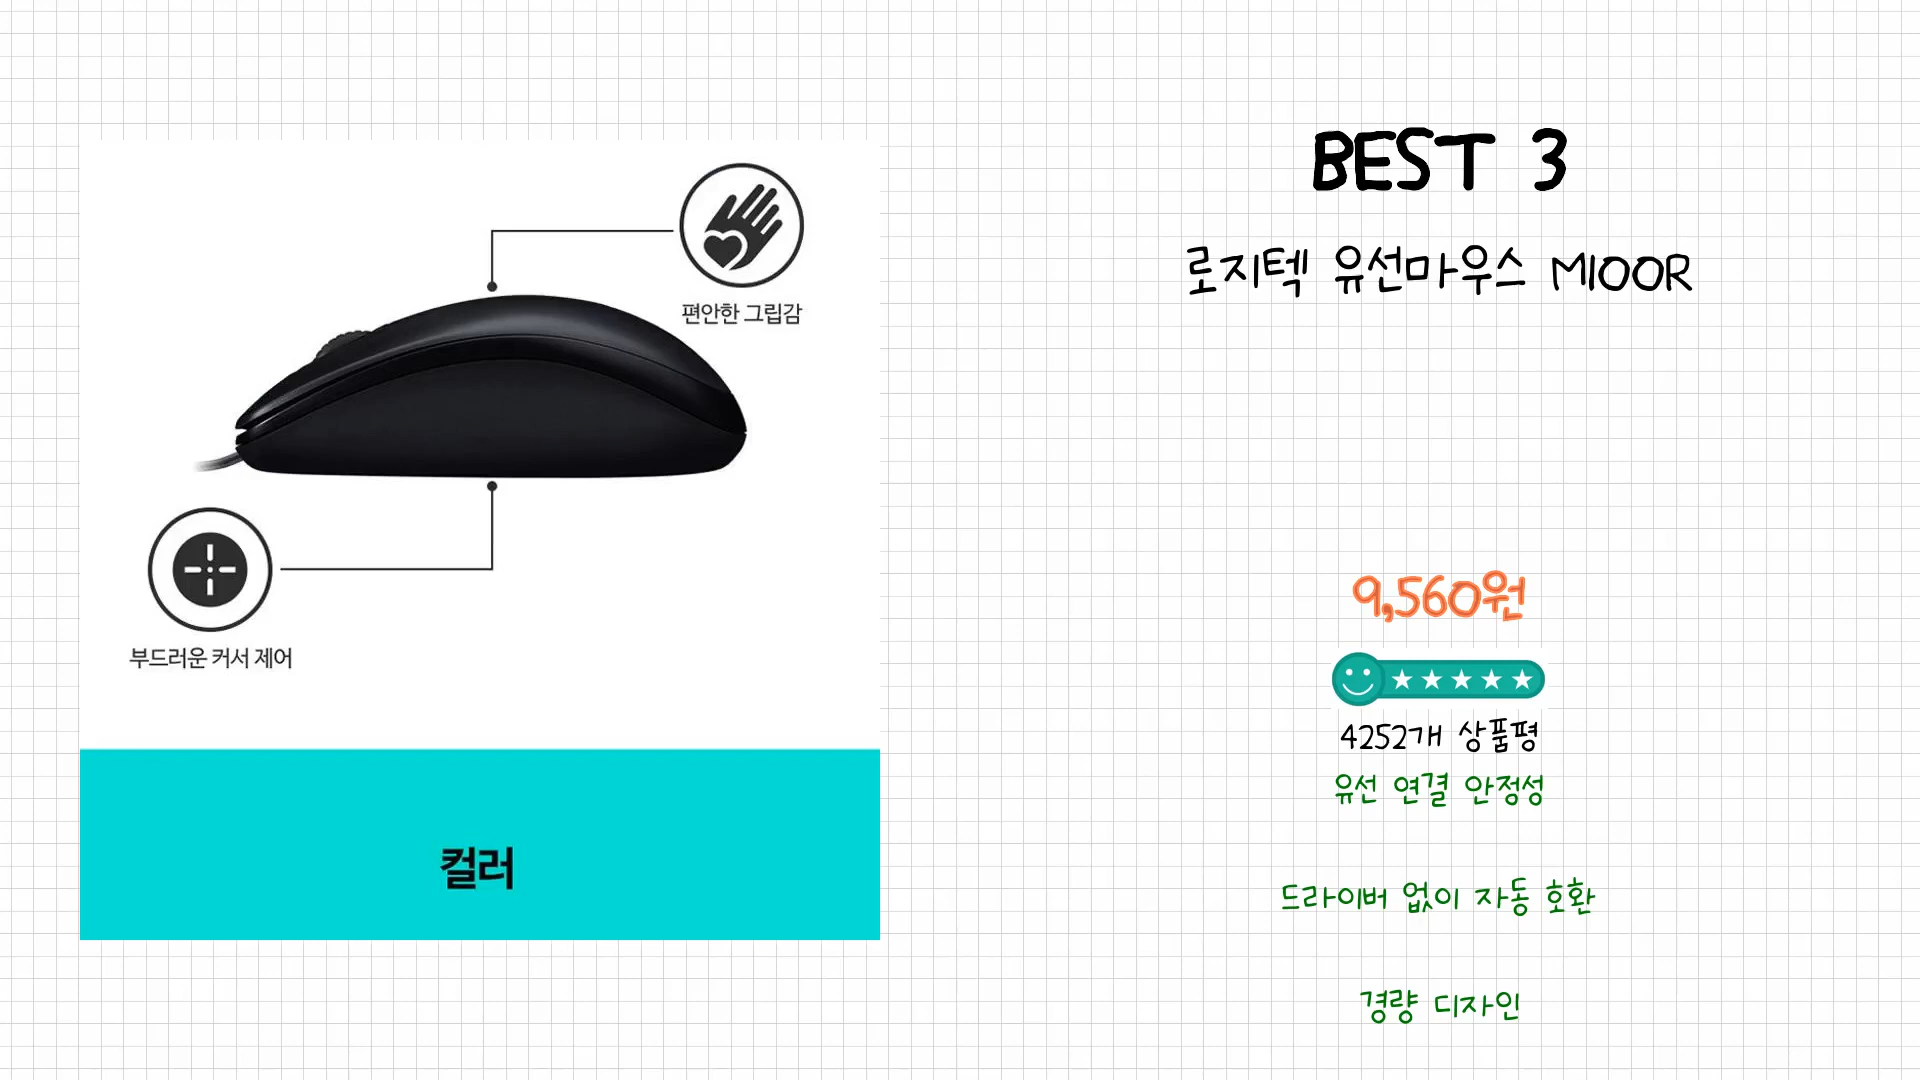 편안한 그립감
부드러운 커서 제어
컬러
BEST 3
로지텍 유선마우스 M100R
9,560원
4252개 상품평
유선 연결 안정성
드라이버 없이 자동 호환
경량 디자인